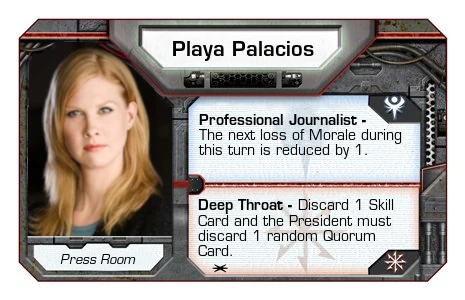 Playa Palacios
Professional Journalist -
The next loss of Morale during
this turn is reduced by 1.
Deep Throat - Discard 1 Skill
Card and the President must
discard 1 random Quorum
Card.
Press Room